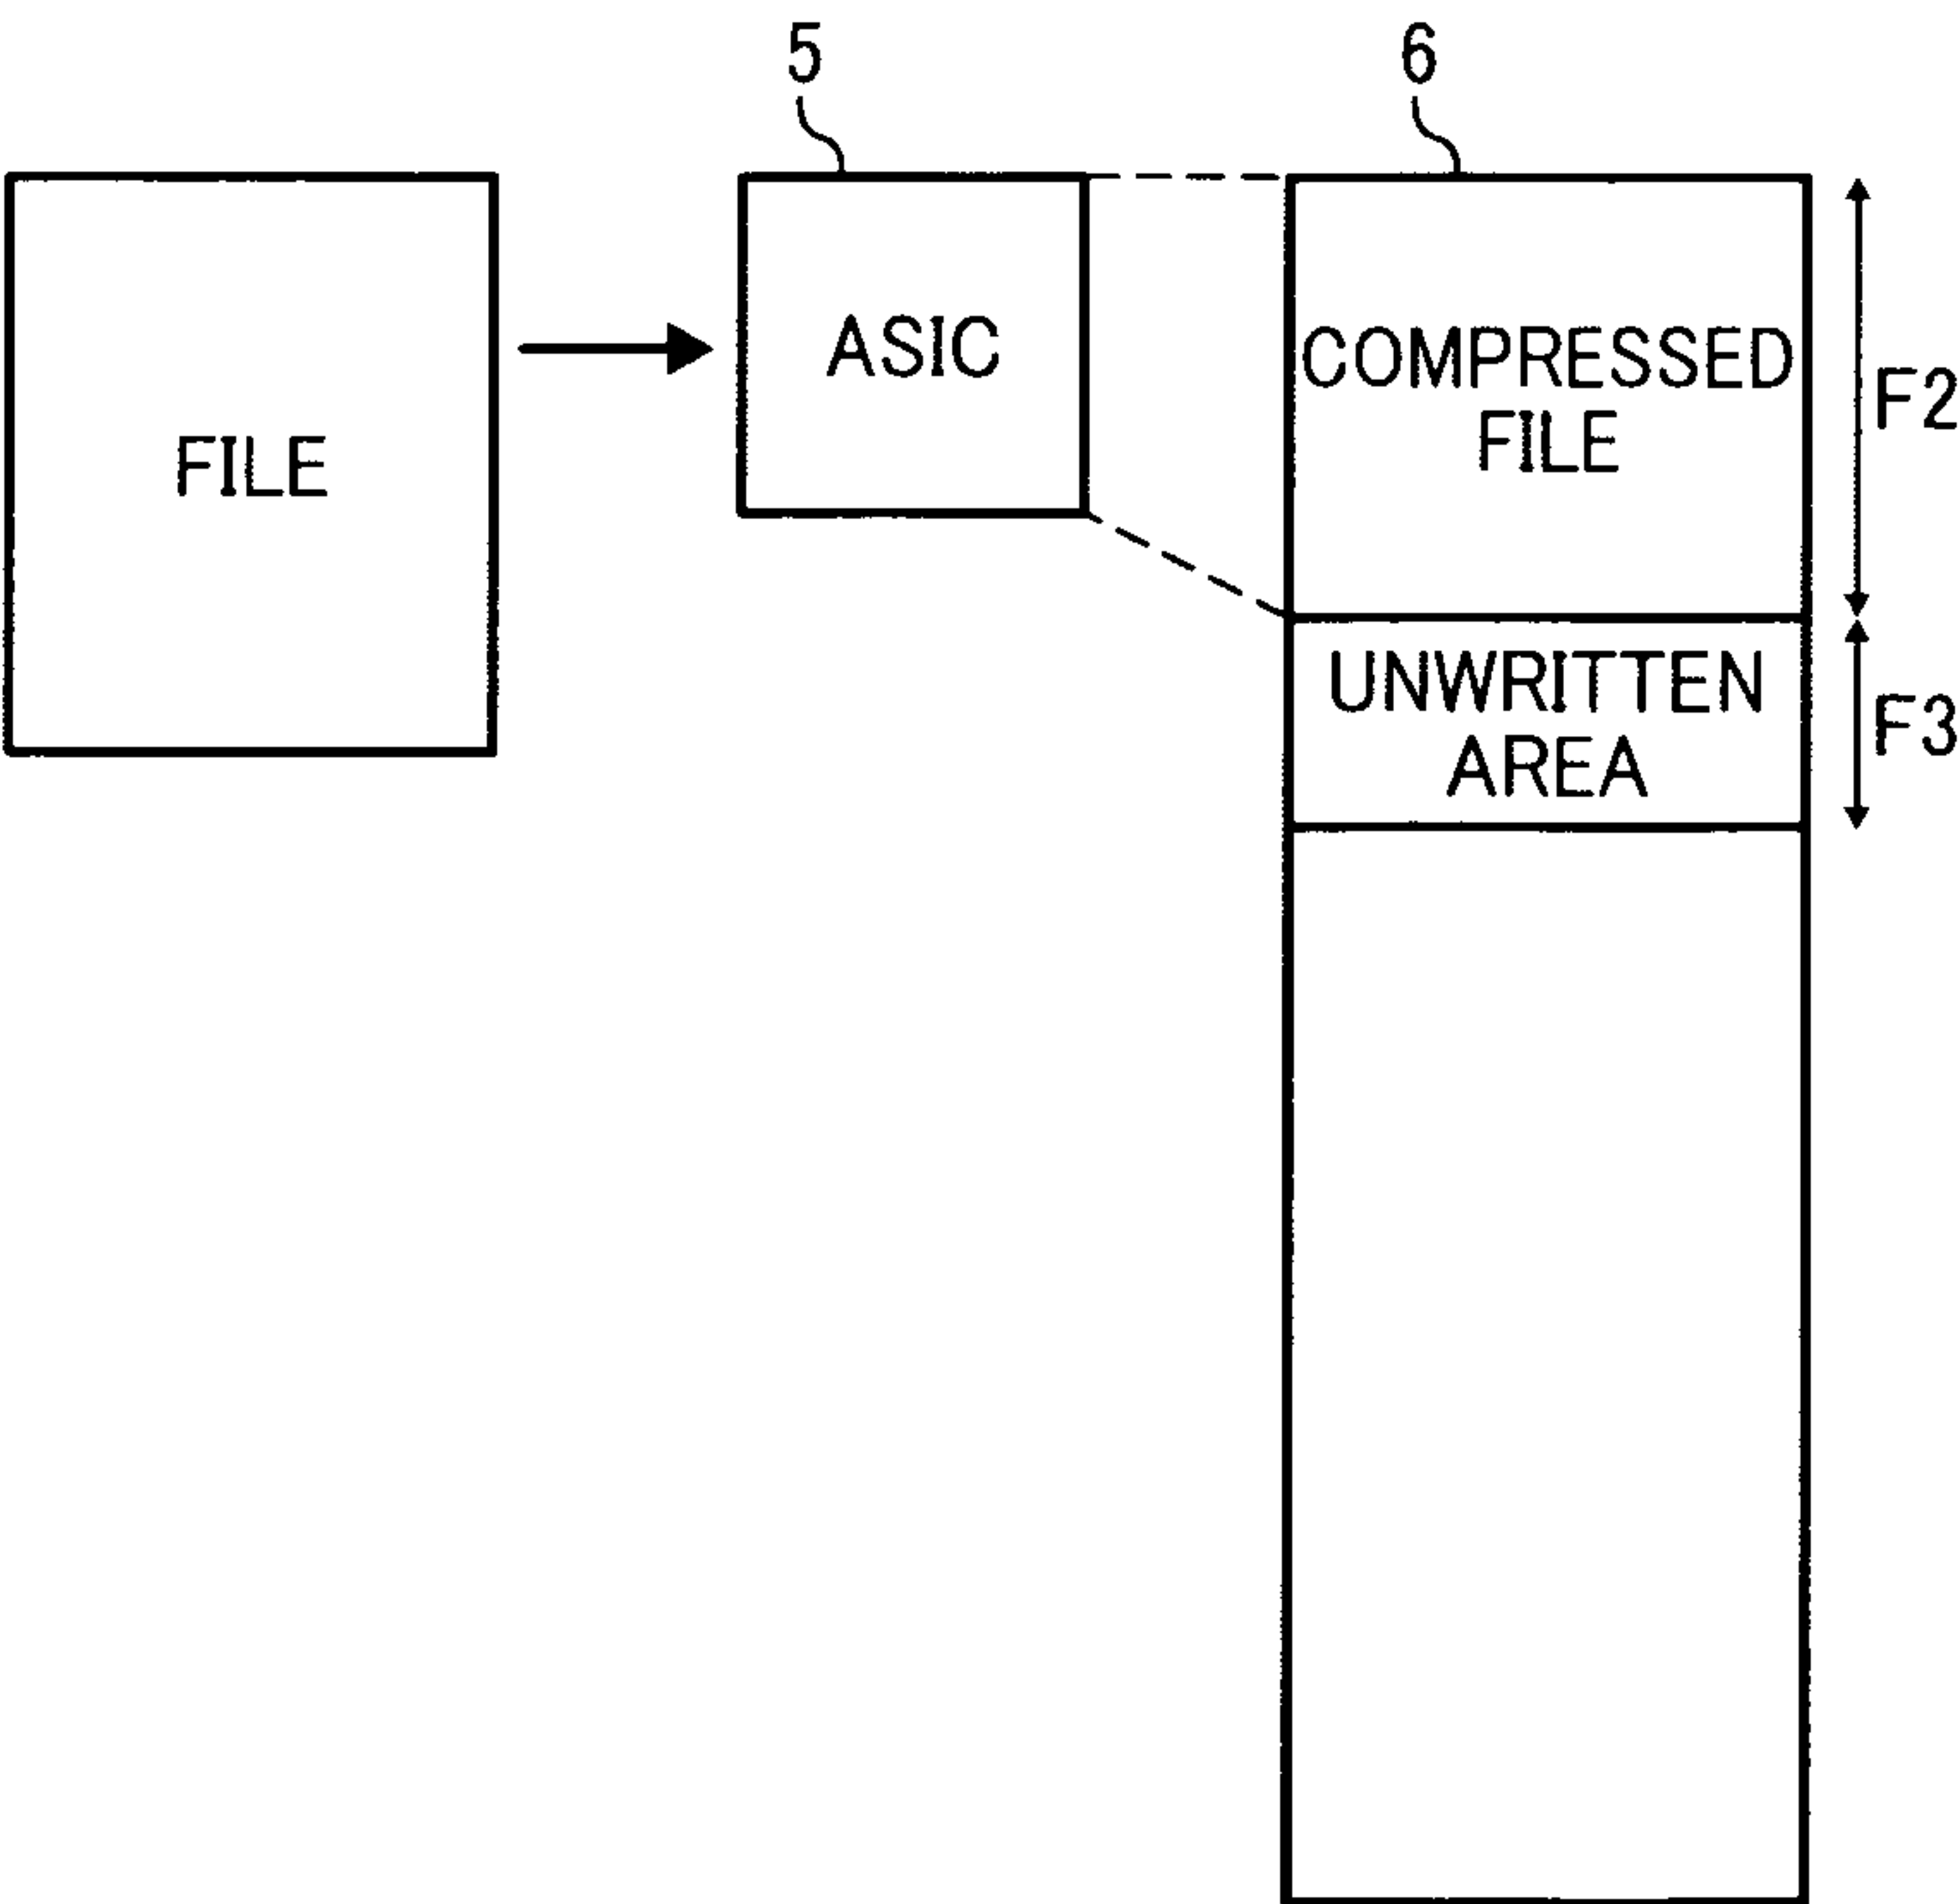 5
6
FILE
ASIC
COMPRESSED
FILE
F2
UNWRITTEN
AREA
F3